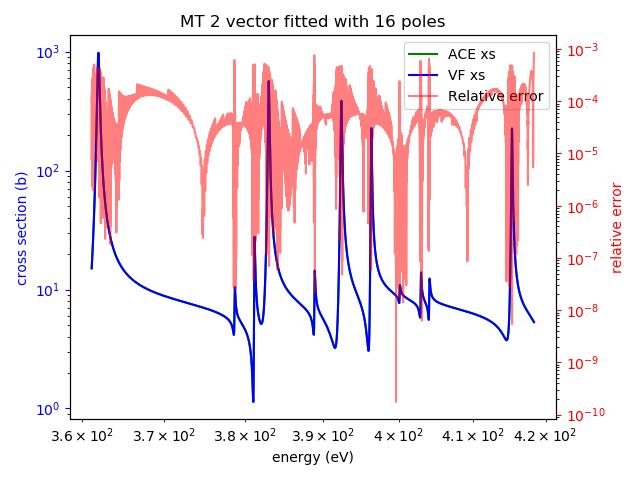 MT 2 vector fitted with 16 poles
ACE xs
VF xs
Relative error
10³
10²
10¹
10⁰
cross section (b)
10⁻³
10⁻⁴
10⁻⁵
10⁻⁶
10⁻⁷
10⁻⁸
10⁻⁹
10⁻¹⁰
relative error
3.6 × 10² 3.7 × 10² 3.8 × 10² 3.9 × 10² 4 × 10² 4.1 × 10² 4.2 × 10²
energy (eV)